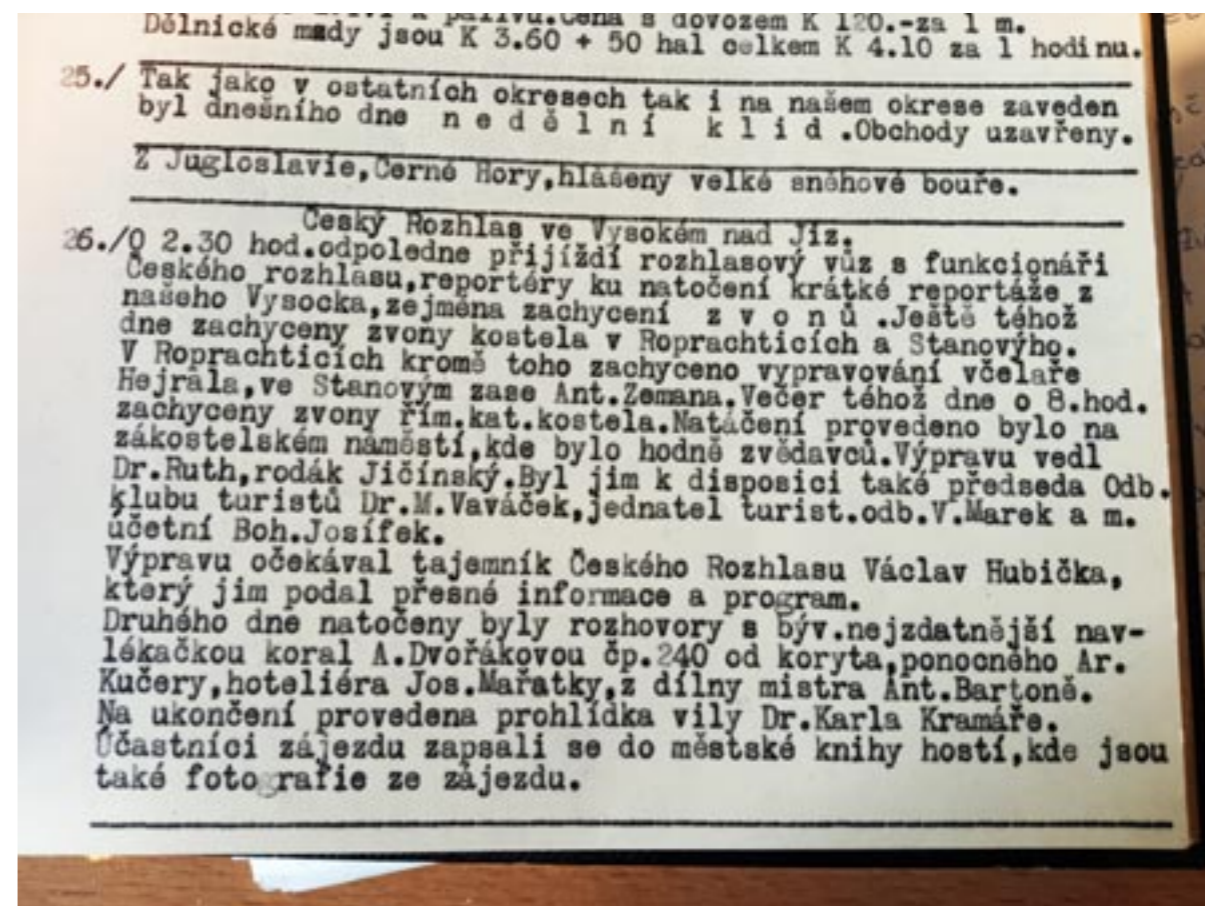 k palivu.Cena s dovozem K 120.-za 1 m.
Dělnické mzdy jsou K 3.60 + 50 hal celkem K 4.10 za 1 hodinu.
25./ Tak jako v ostatních okresech tak i na našem okrese zaveden
byl dnešního dne n e d ě l n í k l i d .Obchody uzavřeny.
Z Jugloslavie,Černé Hory,hlášeny velké sněhové bouře.
Český Rozhlas ve Vysokém nad Jiz.
26./O 2.30 hod.odpoledne přijíždí rozhlasový vůz s funkcionáři
Českého rozhlasu,reportéry ku natočení krátké reportáže z
našeho Vysocka,zejména zachycení z v o n ů .Ještě téhož
dne zachyceny zvony kostela v Roprachticích a Stanovýho.
V Roprachticích kromě toho zachyceno vypravování včelaře
Hejrala,ve Stanovým zase Ant.Zemana.Večer téhož dne o 8.hod.
zachyceny zvony řím.kat.kostela.Natáčení provedeno bylo na
zákostelském náměstí,kde bylo hodně zvědavců.Výpravu vedl
Dr.Ruth,rodák Jičínský.Byl jim k disposici také předseda Odb.
klubu turistů Dr.M.Vaváček,jednatel turist.odb.V.Marek a m.
účetní Boh.Josífek.
Výpravu očekával tajemník Českého Rozhlasu Václav Hubička,
který jim podal přesné informace a program.
Druhého dne natočeny byly rozhovory s býv.nejzdatnější nav-
lékačkou koral A.Dvořákovou čp.240 od koryta,ponocného Ar.
Kučery,hoteliéra Jos.Mařatky,z dílny mistra Ant.Bartoně.
Na ukončení provedena prohlídka vily Dr.Karla Kramáře.
Účastníci zájezdu zapsali se do městské knihy hostí,kde jsou
také fotografie ze zájezdu.